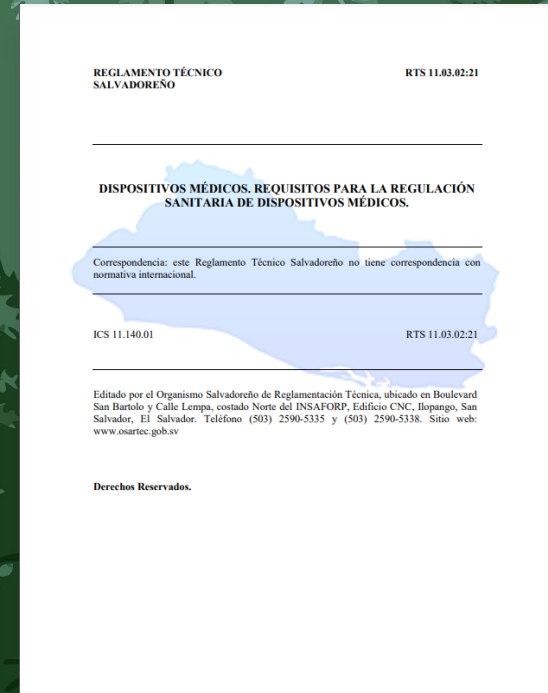 REGLAMENTO TÉCNICO RTS 11.03.02:21
SALVADOREÑO
DISPOSITIVOS MÉDICOS. REQUISITOS PARA LA REGULACIÓN
SANITARIA DE DISPOSITIVOS MÉDICOS.
Correspondencia: este Reglamento Técnico Salvadoreño no tiene correspondencia con
normativa internacional.
ICS 11.140.01 RTS 11.03.02:21
Editado por el Organismo Salvadoreño de Reglamentación Técnica, ubicado en Boulevard
San Bartolo y Calle Lempa, costado Norte del INSAFORP, Edificio CNC, Ilopango, San
Salvador, El Salvador. Teléfono (503) 2590-5335 y (503) 2590-5338. Sitio web:
www.osartec.gob.sv
Derechos Reservados.